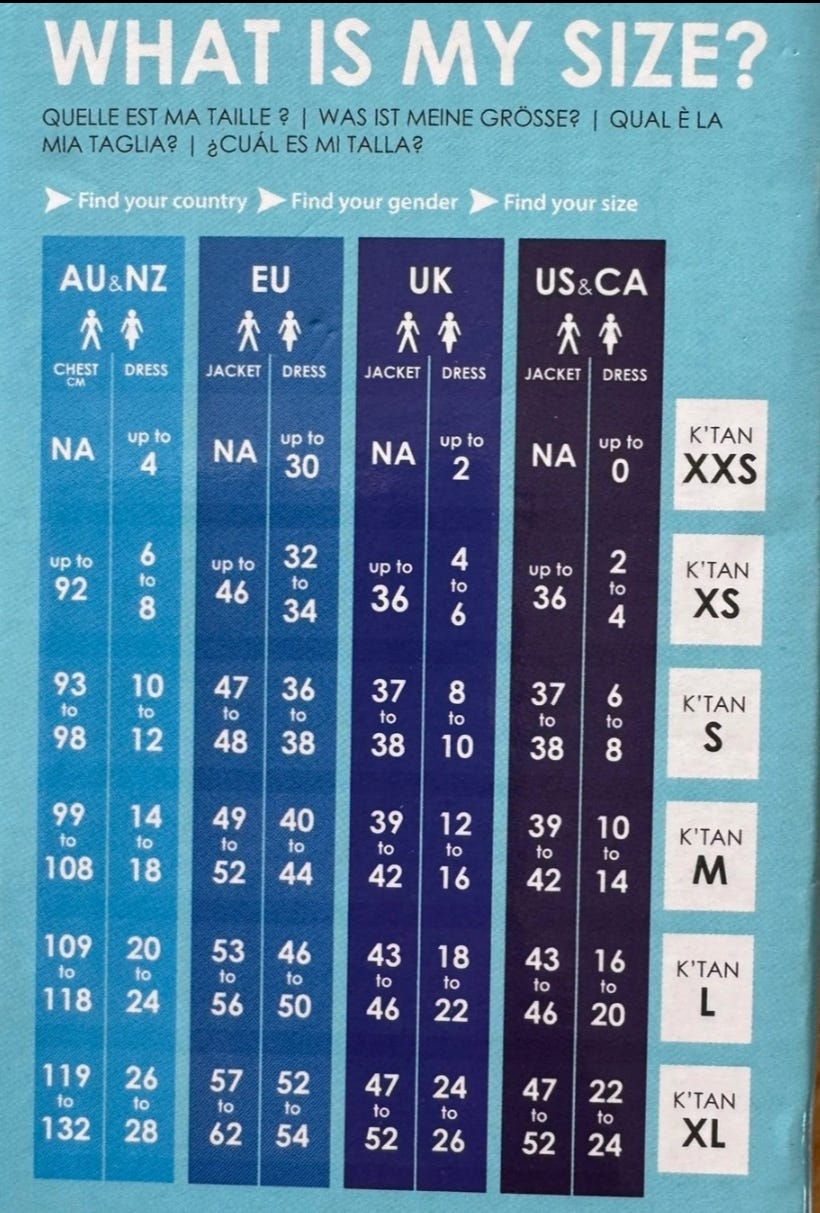 WHAT IS MY SIZE?
QUELLE EST MA TAILLE ? | WAS IST MEINE GRÖSSE? | QUAL È LA
MIA TAGLIA? | ¿CUÁL ES MI TALLA?
Find your country Find your gender Find your size
AU&NZ EU UK US&CA
CHEST DRESS JACKET DRESS JACKET DRESS JACKET DRESS
CM
NA up to 4 NA up to 30 NA up to 2 NA up to 0 K'TAN XXS
up to 92 6 to 8 up to 46 32 to 34 up to 36 4 to 6 up to 36 2 to 4 K'TAN XS
93 to 98 10 to 12 47 to 48 36 to 38 37 to 38 8 to 10 37 to 38 6 to 8 K'TAN S
99 to 108 14 to 18 49 to 52 40 to 44 39 to 42 12 to 16 39 to 42 10 to 14 K'TAN M
109 to 118 20 to 24 53 to 56 46 to 50 43 to 46 18 to 22 43 to 46 16 to 20 K'TAN L
119 to 132 26 to 28 57 to 62 52 to 54 47 to 52 24 to 26 47 to 52 22 to 24 K'TAN XL